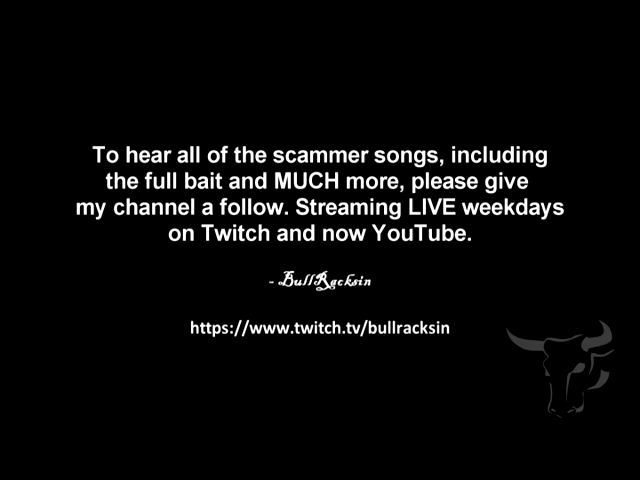 To hear all of the scammer songs, including
the full bait and MUCH more, please give
my channel a follow. Streaming LIVE weekdays
on Twitch and now YouTube.
- BullRacksin
https://www.twitch.tv/bullracksin